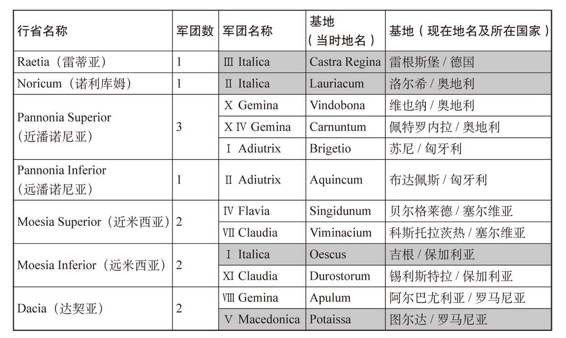 行省名称 军团数 军团名称 基地（当时地名） 基地（现在地名及所在国家）
Raetia（雷蒂亚） 1 Ⅲ Italica Castra Regina 雷根斯堡 / 德国
Noricum（诺利库姆） 1 Ⅱ Italica Lauriacum 洛尔希 / 奥地利
Pannonia Superior（近潘诺尼亚） 3 Ⅹ Gemina Vindobona 维也纳 / 奥地利
ⅩⅣ Gemina Carnuntum 佩特罗内拉 / 奥地利
Ⅰ Adiutrix Brigetio 苏尼 / 匈牙利
Pannonia Inferior（远潘诺尼亚） 1 Ⅱ Adiutrix Aquincum 布达佩斯 / 匈牙利
Moesia Superior（近米西亚） 2 Ⅳ Flavia Singidunum 贝尔格莱德 / 塞尔维亚
Ⅶ Claudia Viminacium 科斯托拉茨热 / 塞尔维亚
Moesia Inferior（远米西亚） 2 Ⅰ Italica Oescus 吉根 / 保加利亚
Ⅺ Claudia Durostorum 锡利斯特拉 / 保加利亚
Dacia（达契亚） 2 Ⅷ Gemina Apulum 阿尔巴尤利亚 / 罗马尼亚
Ⅴ Macedonica Potaissa 图尔达 / 罗马尼亚